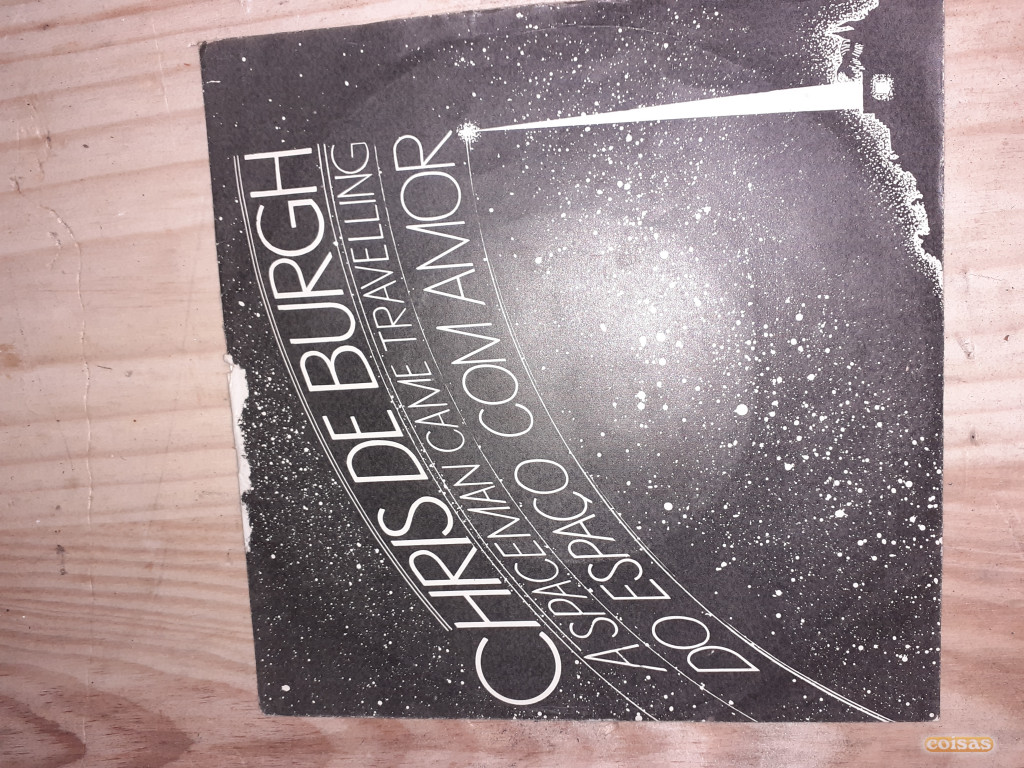 CHRIS DE BURGH
A SPACEMAN CAME TRAVELLING
DO ESPAÇO COM AMOR
coisas